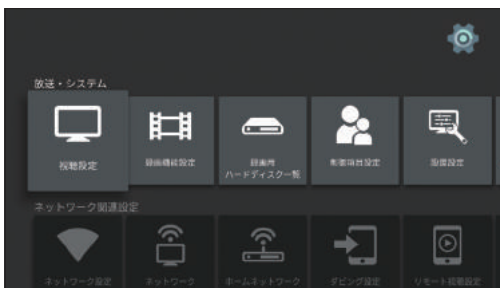 放送・システム
視聴設定
録画機能設定
録画用
ハードディスク一覧
制限項目設定
設置設定
ネットワーク関連設定
ネットワーク設定
ネットワーク
ホームネットワーク
ダビング設定
リモート視聴設定